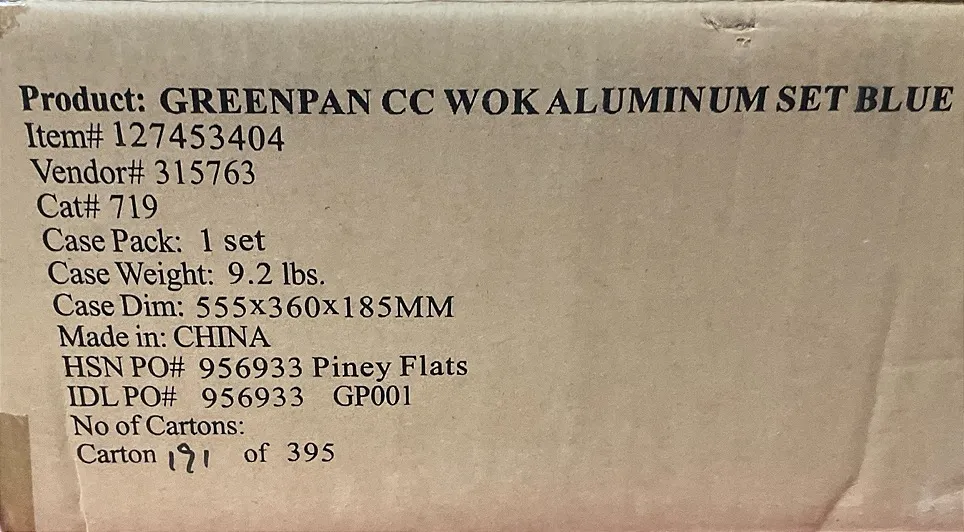 Product: GREENPAN CC WOK ALUMINUM SET BLUE
Item# 127453404
Vendor# 315763
Cat# 719
Case Pack: 1 set
Case Weight: 9.2 lbs.
Case Dim: 555x360x185MM
Made in: CHINA
HSN PO# 956933 Piney Flats
IDL PO# 956933 GP001
No of Cartons:
Carton 191 of 395